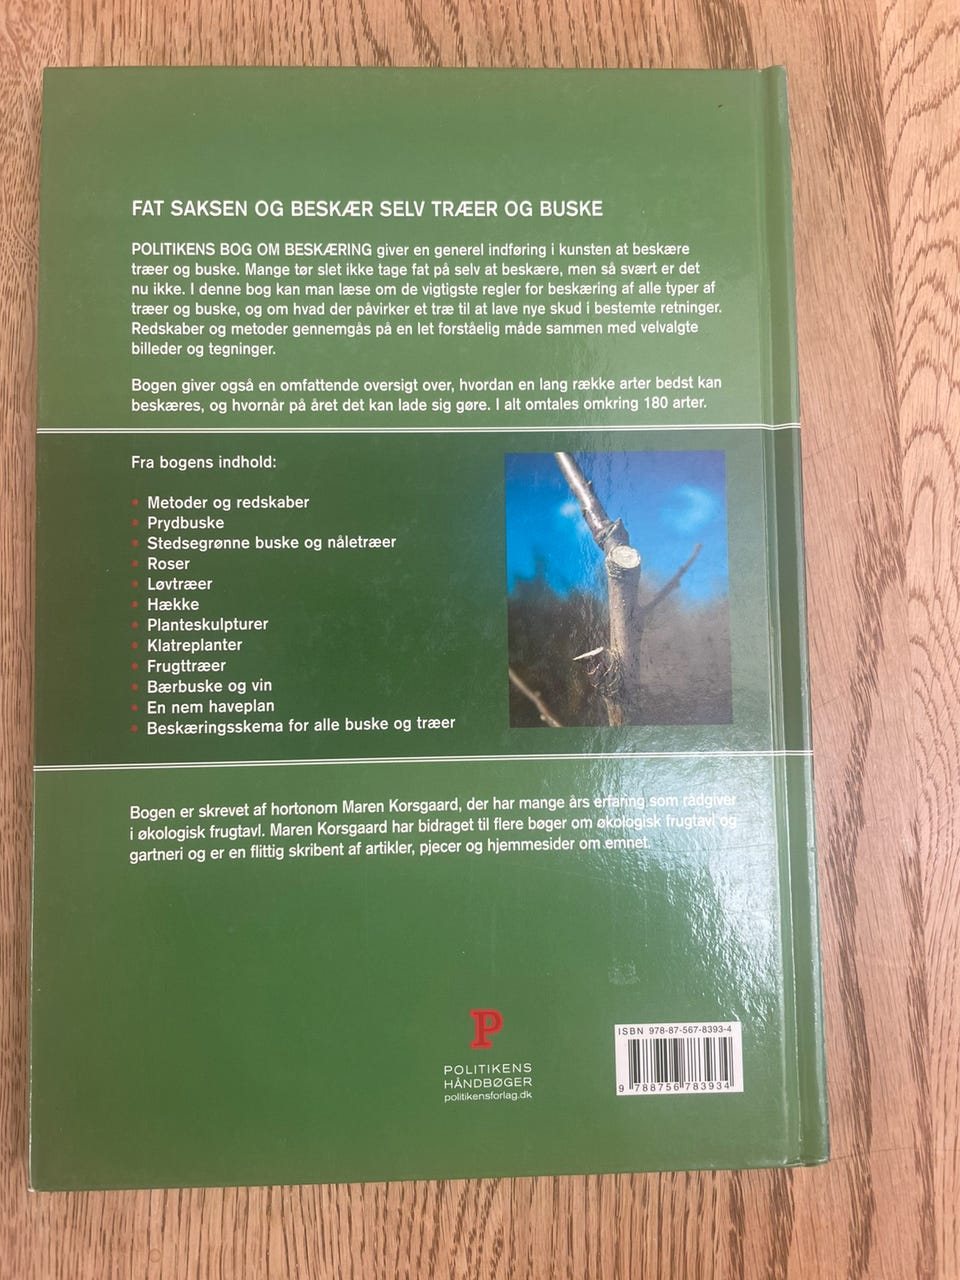 FAT SAKSEN OG BESKÆR SELV TRÆER OG BUSKE
POLITIKENS BOG OM BESKÆRING giver en generel indføring i kunsten at beskære
træer og buske. Mange tør slet ikke tage fat på selv at beskære, men så svært er det
nu ikke. I denne bog kan man læse om de vigtigste regler for beskæring af alle typer af
træer og buske, og om hvad der påvirker et træ til at lave nye skud i bestemte retninger.
Redskaber og metoder gennemgås på en let forståelig måde sammen med velvalgte
billeder og tegninger.
Bogen giver også en omfattende oversigt over, hvordan en lang række arter bedst kan
beskæres, og hvornår på året det kan lade sig gøre. I alt omtales omkring 180 arter.
Fra bogens indhold:
• Metoder og redskaber
• Prydbuske
• Stedsegrønne buske og nåletræer
• Roser
• Løvtræer
• Hække
• Planteskulpturer
• Klatreplanter
• Frugttræer
• Bærbuske og vin
• En nem haveplan
• Beskæringsskema for alle buske og træer
Bogen er skrevet af hortonom Maren Korsgaard, der har mange års erfaring som rådgiver
i økologisk frugtavl. Maren Korsgaard har bidraget til flere bøger om økologisk frugtavl og
gartneri og er en flittig skribent af artikler, pjecer og hjemmesider om emnet.
P
POLITIKENS
HÅNDBØGER
politikensforlag.dk
ISBN 978-87-567-8393-4
9 788756 783934